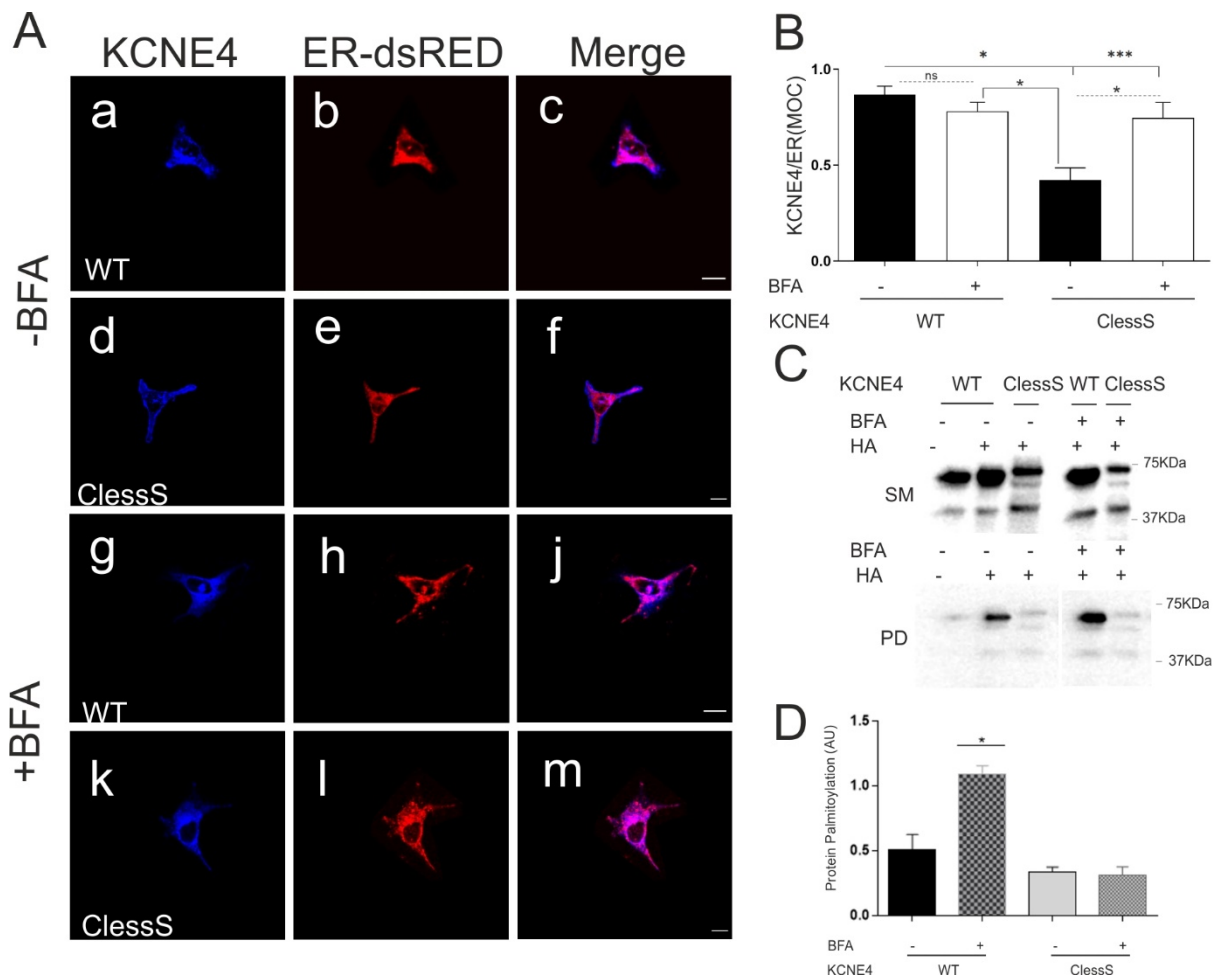 A
KCNE4 ER-dsRED Merge
-BFA
a b c
WT
d e f
ClessS
+BFA
g h j
WT
k l m
ClessS
B
KCNE4/ER(MOC)
1.0
0.5
0.0
* ***
ns * *
BFA - + - +
KCNE4 WT ClessS
C
KCNE4 WT ClessS WT ClessS
BFA - - - + +
HA - + + + +
SM
75KDa
37KDa
BFA - - - + +
HA - + + + +
PD
75KDa
37KDa
D
Protein Palmitoylation (AU)
1.5
1.0
0.5
0.0
*
BFA - + - +
KCNE4 WT ClessS